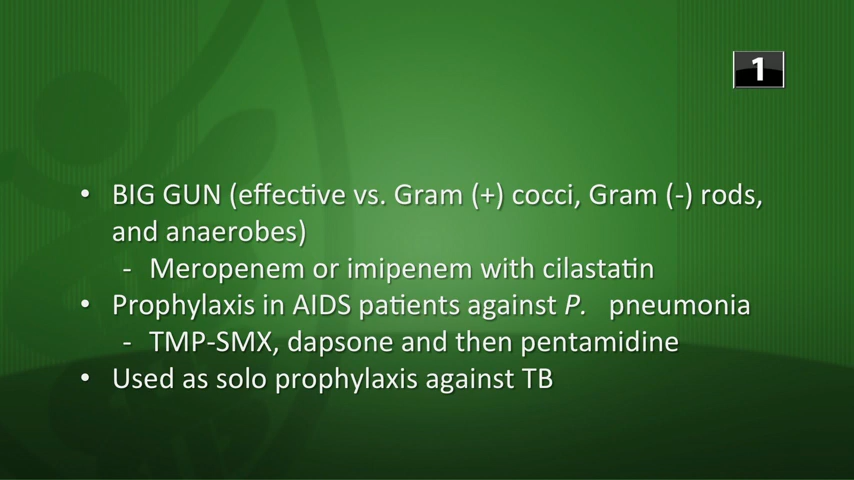 1
• BIG GUN (effective vs. Gram (+) cocci, Gram (-) rods,
and anaerobes)
- Meropenem or imipenem with cilastatin
• Prophylaxis in AIDS patients against P. pneumonia
- TMP-SMX, dapsone and then pentamidine
• Used as solo prophylaxis against TB